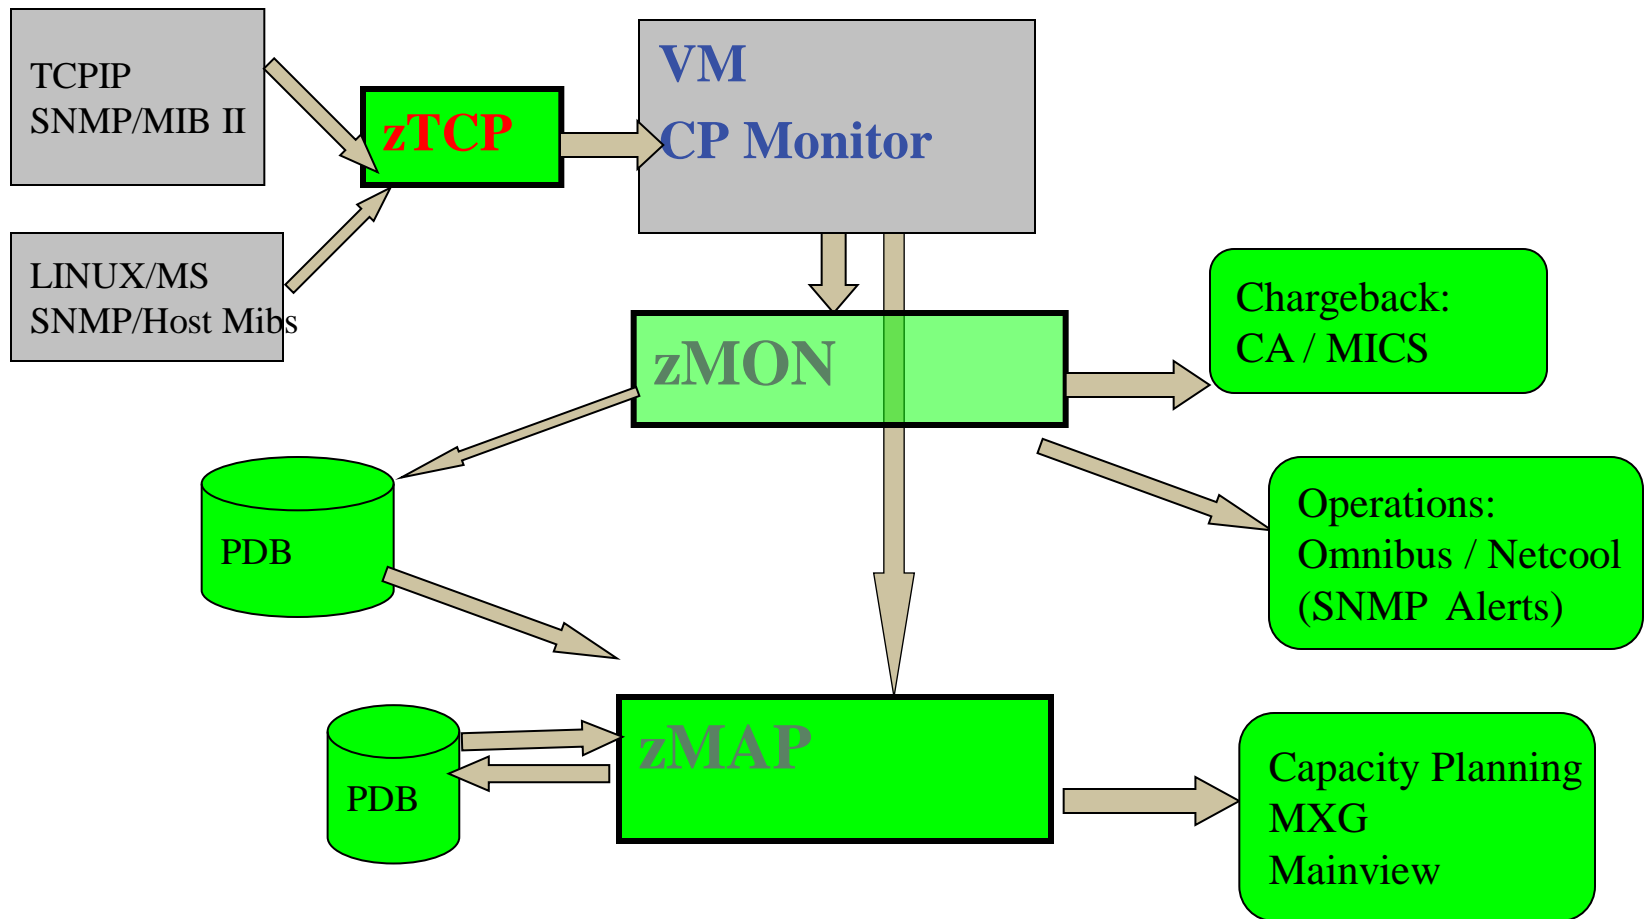 TCPIP
SNMP/MIB II
zTCP
VM
CP Monitor
LINUX/MS
SNMP/Host Mibs
zMON
Chargeback:
CA / MICS
PDB
Operations:
Omnibus / Netcool
(SNMP Alerts)
zMAP
PDB
Capacity Planning
MXG
Mainview